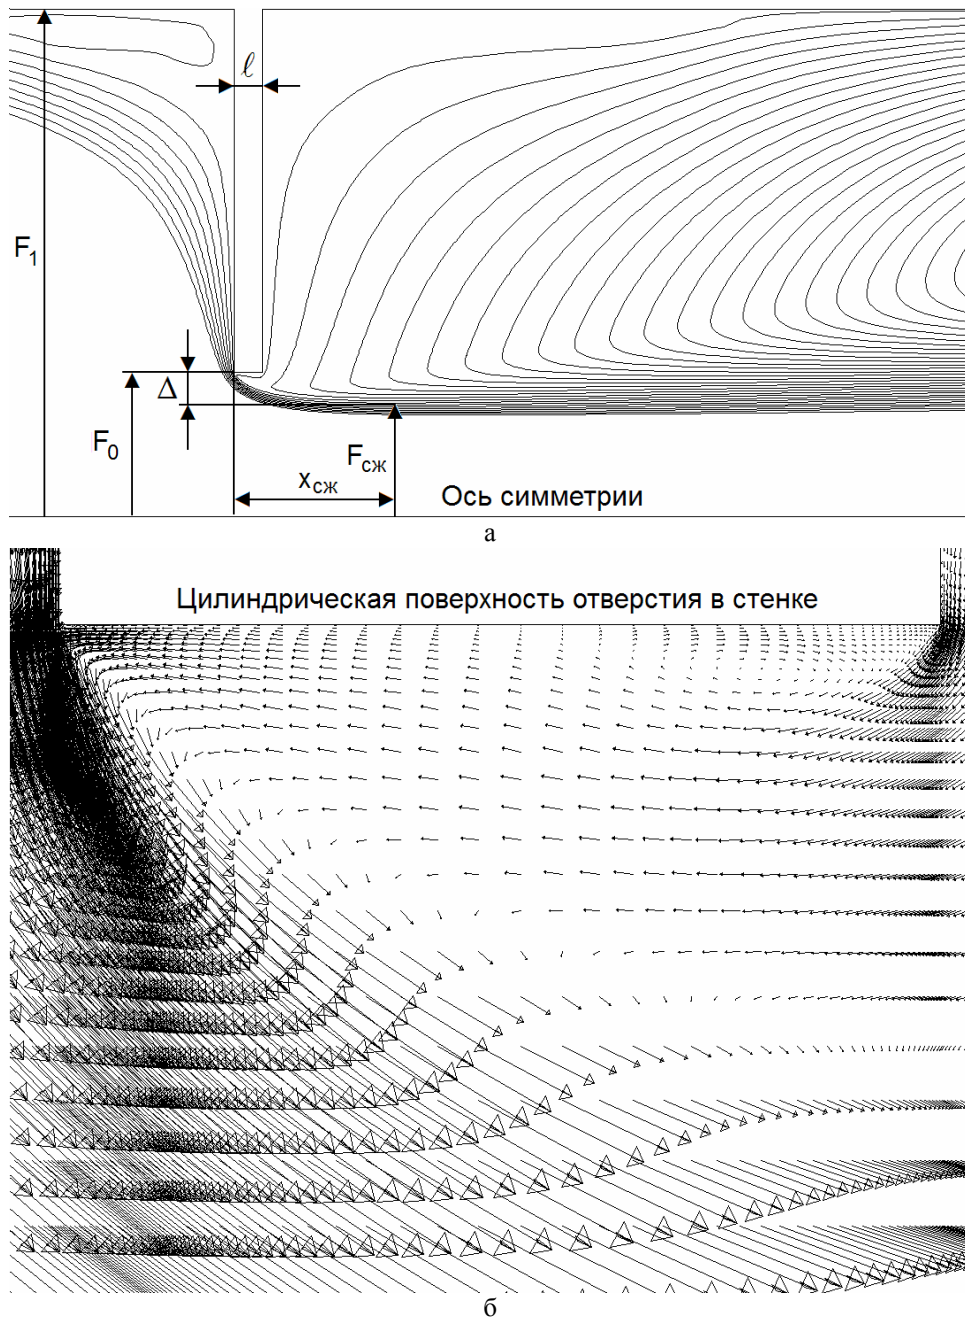 ℓ
F₁
Δ
F₀
Fсж
xсж
Ось симметрии
а
Цилиндрическая поверхность отверстия в стенке
б